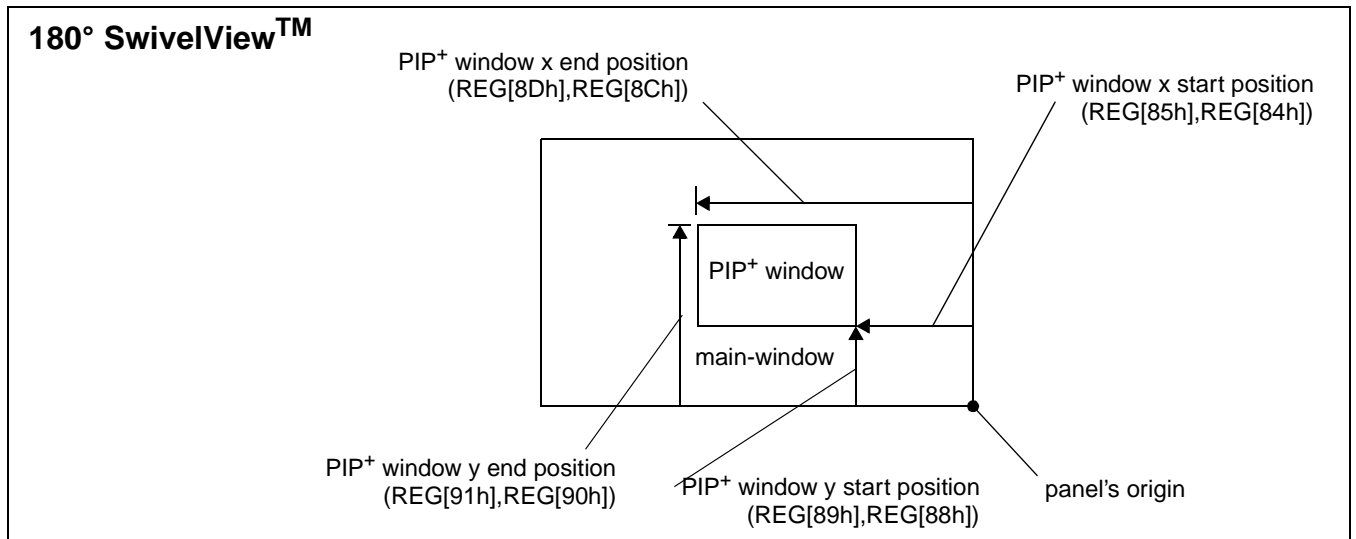 180° SwivelView™
PIP+ window x end position
(REG[8Dh],REG[8Ch])
PIP+ window x start position
(REG[85h],REG[84h])
PIP+ window
main-window
PIP+ window y end position
(REG[91h],REG[90h])
PIP+ window y start position
(REG[89h],REG[88h])
panel's origin